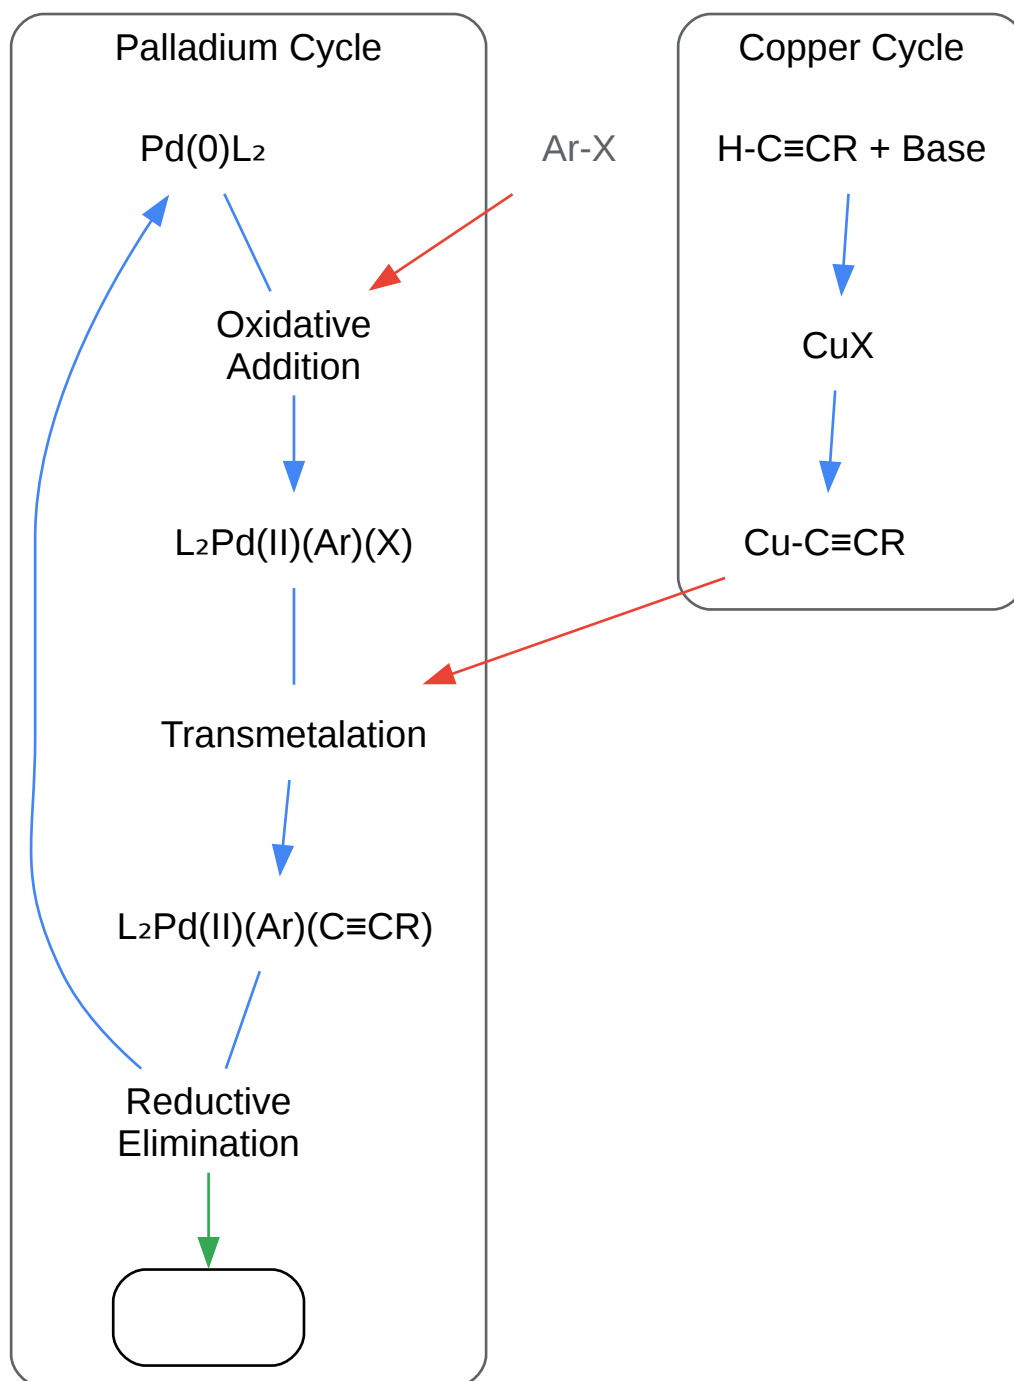 Palladium Cycle
Pd(0)L₂
Oxidative
Addition
L₂Pd(II)(Ar)(X)
Transmetalation
L₂Pd(II)(Ar)(C≡CR)
Reductive
Elimination
Ar-X
Copper Cycle
H-C≡CR + Base
CuX
Cu-C≡CR